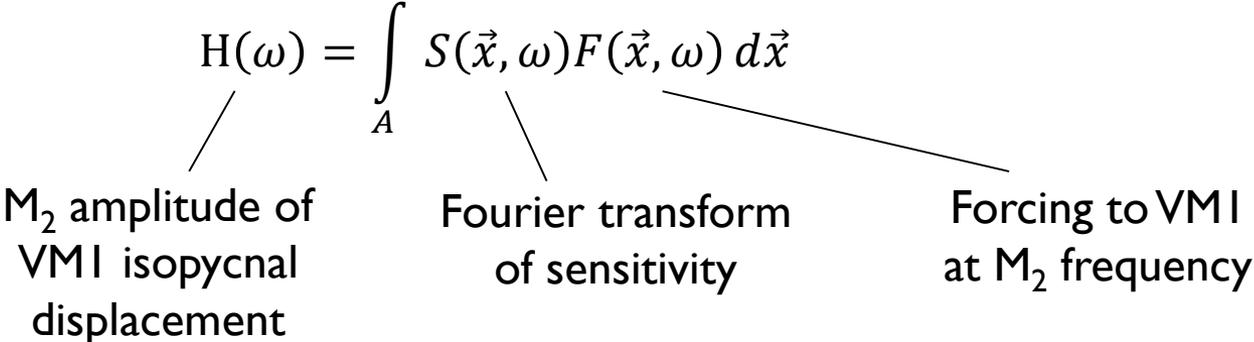 H(ω) = ∫_A S(x⃗, ω)F(x⃗, ω) dx⃗
M₂ amplitude of
VM1 isopycnal
displacement
Fourier transform
of sensitivity
Forcing to VM1
at M₂ frequency